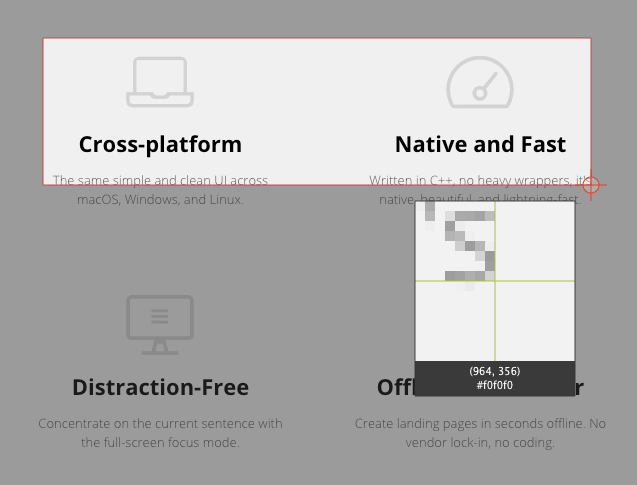 Cross-platform
The same simple and clean UI across
macOS, Windows, and Linux.
Native and Fast
Written in C++, no heavy wrappers, it's
native, beautiful, and lightning-fast.
(964, 356)
#f0f0f0
Distraction-Free
Concentrate on the current sentence with
the full-screen focus mode.
Create landing pages in seconds offline. No
vendor lock-in, no coding.